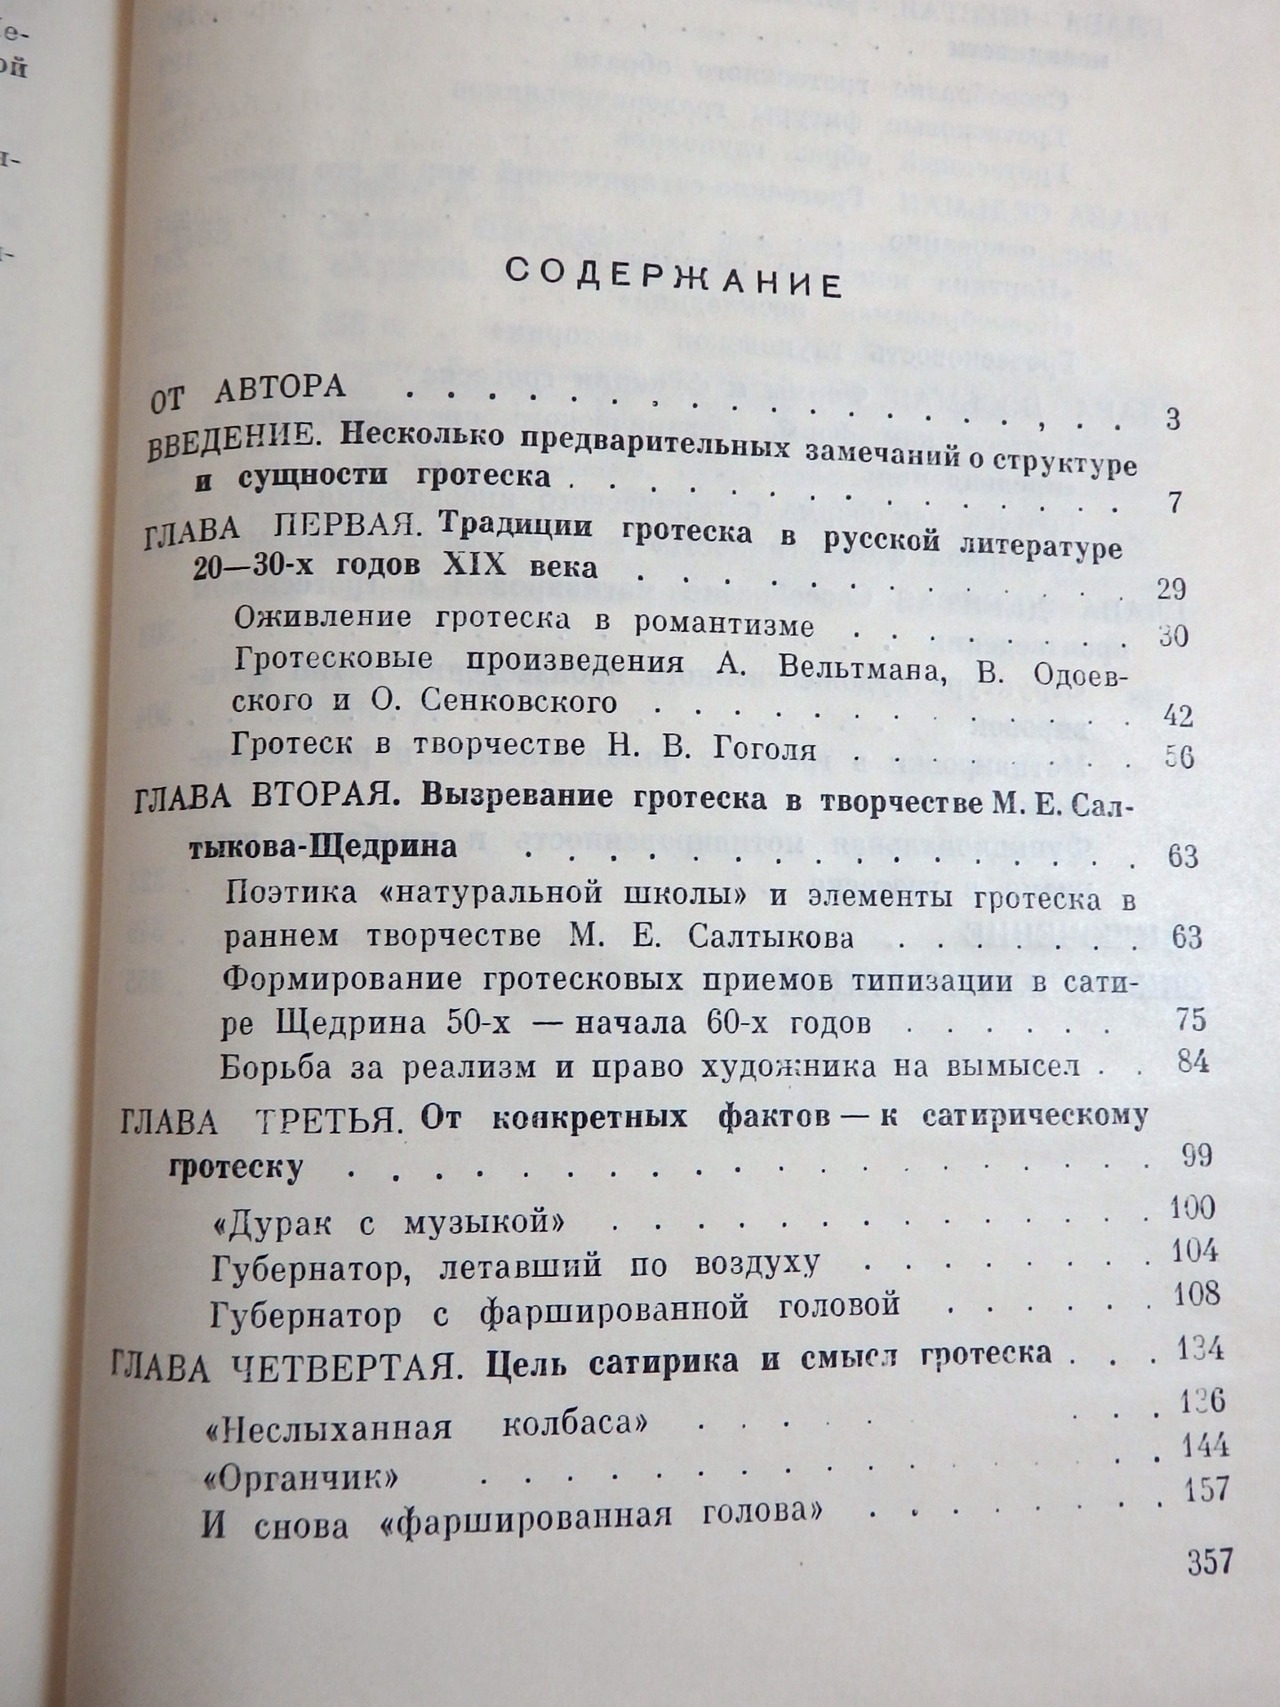 СОДЕРЖАНИЕ
ОТ АВТОРА . . . . . . . . . . . . . . . . , . . 3
ВВЕДЕНИЕ. Несколько предварительных замечаний о структуре
и сущности гротеска . . . . . . . . . . . . . 7
ГЛАВА ПЕРВАЯ. Традиции гротеска в русской литературе
20—30-х годов XIX века . . . . . . . . . . . 29
Оживление гротеска в романтизме . . . . . . . 30
Гротесковые произведения А. Вельтмана, В. Одоев-
ского и О. Сенковского . . . . . . . . . . . 42
Гротеск в творчестве Н. В. Гоголя . . . . . . . 56
ГЛАВА ВТОРАЯ. Вызревание гротеска в творчестве М. Е. Сал-
тыкова-Щедрина . . . . . . . . . . . . . . . 63
Поэтика «натуральной школы» и элементы гротеска в
раннем творчестве М. Е. Салтыкова . . . . . . 63
Формирование гротесковых приемов типизации в сати-
ре Щедрина 50-х — начала 60-х годов . . . . . . 75
Борьба за реализм и право художника на вымысел . . 84
ГЛАВА ТРЕТЬЯ. От конкретных фактов — к сатирическому
гротеску . . . . . . . . . . . . . . . . . . . 99
«Дурак с музыкой» . . . . . . . . . . . . . 100
Губернатор, летавший по воздуху . . . . . . . 104
Губернатор с фаршированной головой . . . . . . 108
ГЛАВА ЧЕТВЕРТАЯ. Цель сатирика и смысл гротеска . . . 134
«Неслыханная колбаса» . . . . . . . . 136
«Органчик» . . . . . . . . . . . . . . . 144
И снова «фаршированная голова» . . . . . . . 157
357